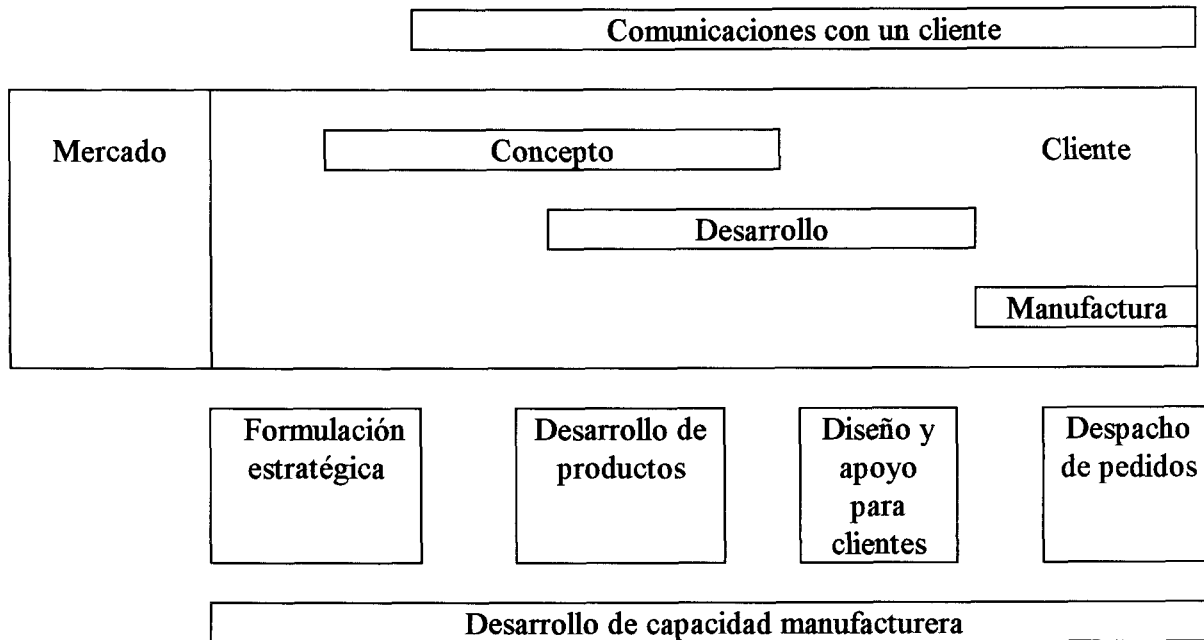 Comunicaciones con un cliente
Mercado
Concepto
Cliente
Desarrollo
Manufactura
Formulación
estratégica
Desarrollo de
productos
Diseño y
apoyo
para
clientes
Despacho
de pedidos
Desarrollo de capacidad manufacturera